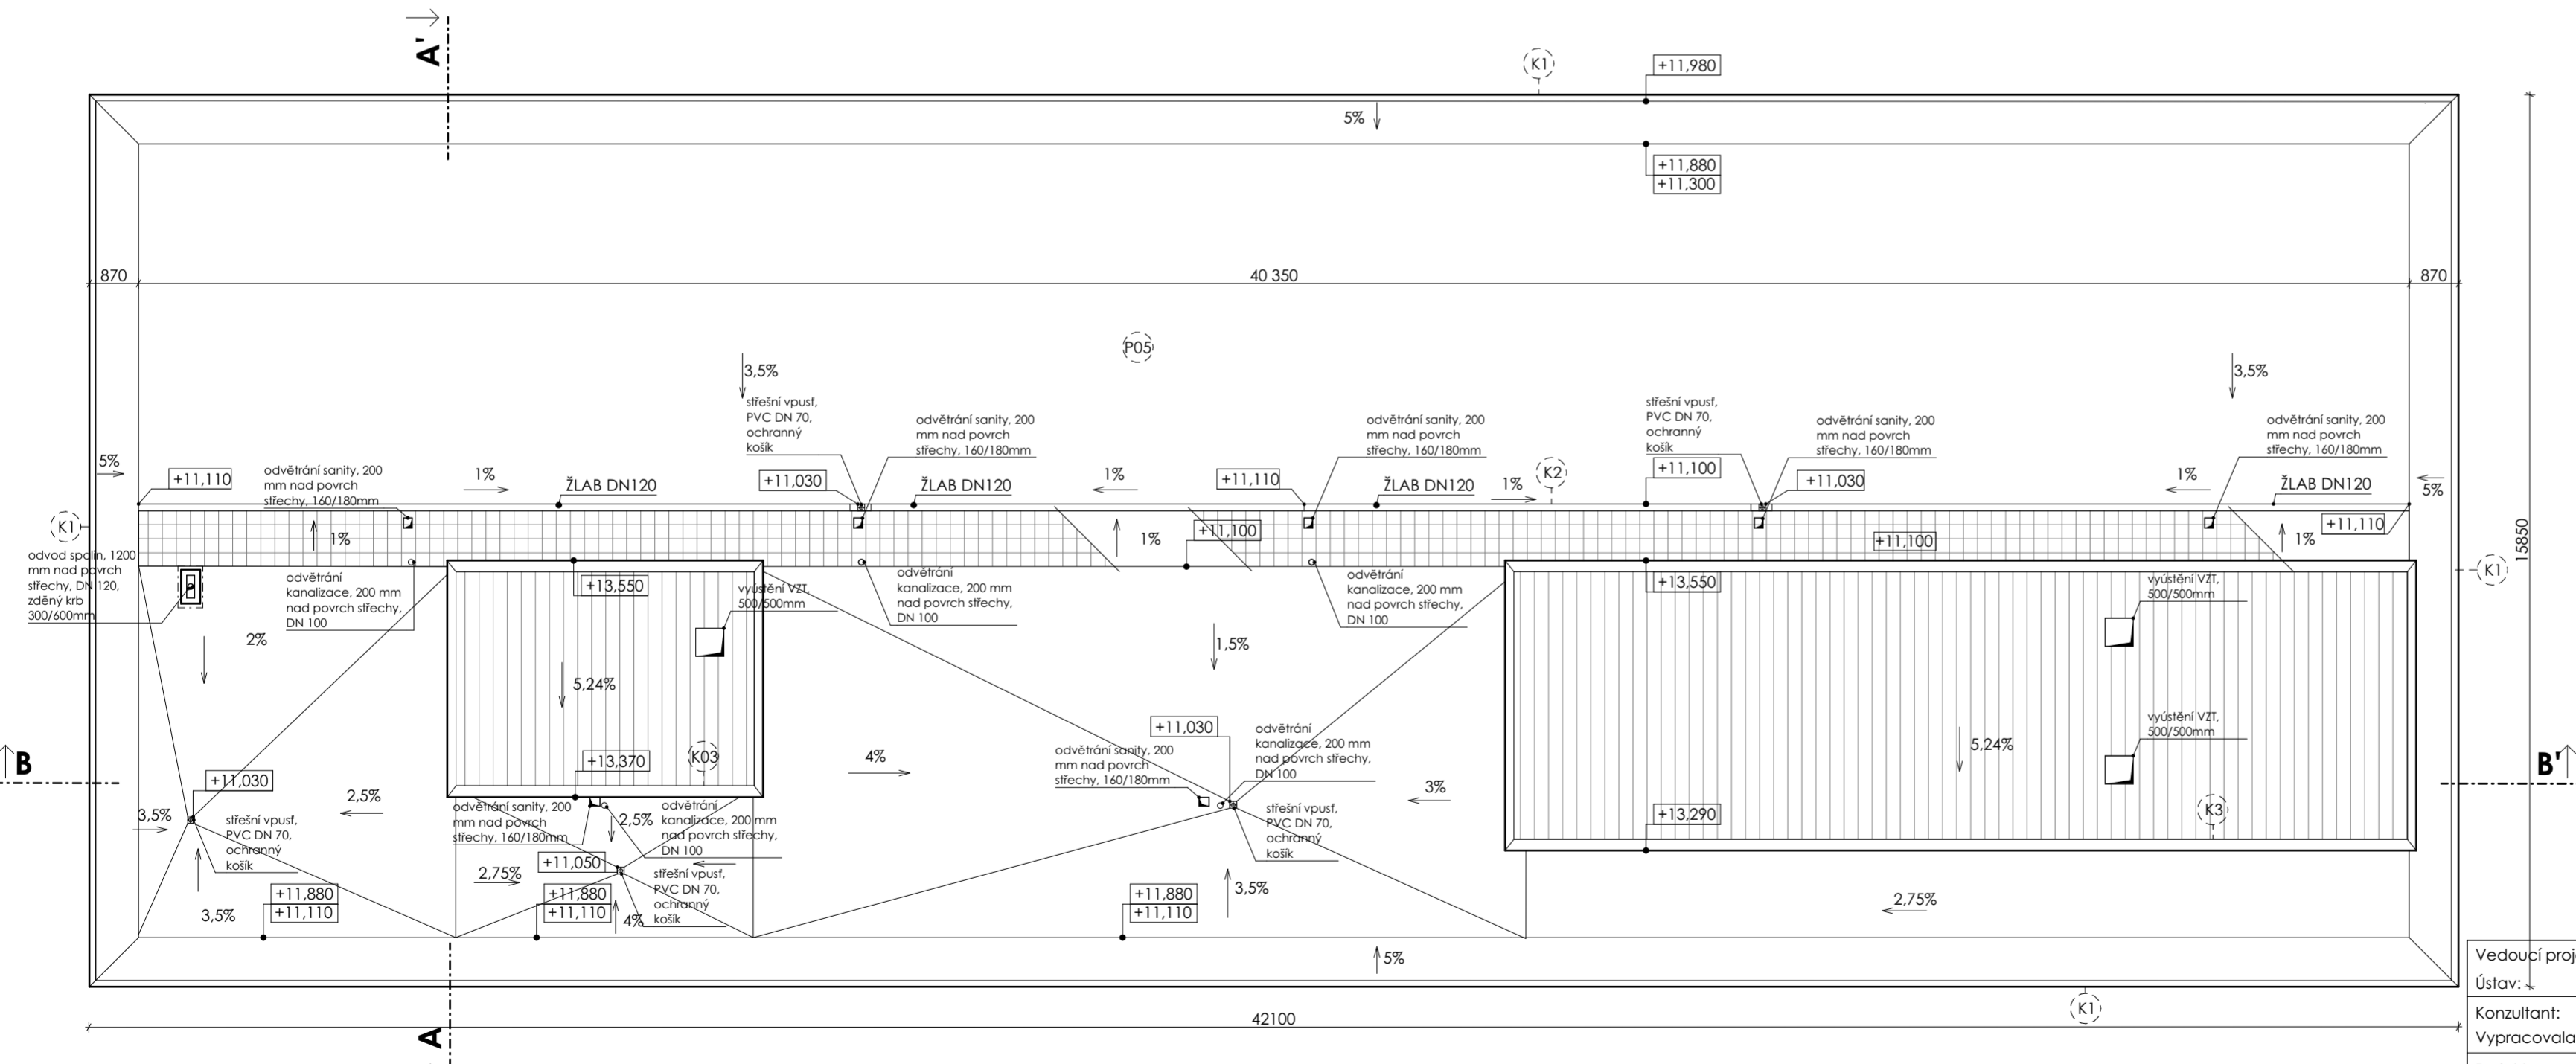 A'
K1
+11,980
5%
+11,880
+11,300
870
40 350
870
P05
15850
3,5%
střešní vpusť,
PVC DN 70,
ochranný
košík
odvětrání sanity, 200
mm nad povrch
střechy, 160/180mm
odvětrání sanity, 200
mm nad povrch
střechy, 160/180mm
střešní vpusť,
PVC DN 70,
ochranný
košík
odvětrání sanity, 200
mm nad povrch
střechy, 160/180mm
3,5%
odvětrání sanity, 200
mm nad povrch
střechy, 160/180mm
5%
+11,110
odvětrání sanity, 200
mm nad povrch
střechy, 160/180mm
1%
ŽLAB DN120
+11,030
ŽLAB DN120
1%
+11,110
ŽLAB DN120
1%
K2
+11,100
+11,030
1%
ŽLAB DN120
5%
K1
1%
+11,100
1%
+11,100
+11,110
1%
odvod spalin, 1200
mm nad povrch
střechy, DN 120,
zděný krb
300/600mm
odvětrání
kanalizace, 200 mm
nad povrch střechy,
DN 100
+13,550
vyústění VZT,
500/500mm
odvětrání
kanalizace, 200 mm
nad povrch střechy,
DN 100
odvětrání
kanalizace, 200 mm
nad povrch střechy,
DN 100
+13,550
vyústění VZT,
500/500mm
K1
2%
1,5%
5,24%
+11,030
odvětrání
kanalizace, 200 mm
nad povrch střechy,
DN 100
odvětrání sanity, 200
mm nad povrch
střechy, 160/180mm
vyústění VZT,
500/500mm
5,24%
B
+13,370
K03
4%
B'
+11,030
2,5%
3%
3,5%
střešní vpusť,
PVC DN 70,
ochranný
košík
odvětrání sanity, 200
mm nad povrch
střechy, 160/180mm
2,5%
odvětrání
kanalizace, 200 mm
nad povrch střechy,
DN 100
střešní vpusť,
PVC DN 70,
ochranný
košík
+13,290
K3
+11,050
2,75%
střešní vpusť,
PVC DN 70,
ochranný
košík
3,5%
+11,880
+11,110
+11,880
+11,110
4%
+11,880
+11,110
3,5%
2,75%
5%
K1
A
42100
Vedoucí proj
Ústav:
Konzultant:
Vypracovala